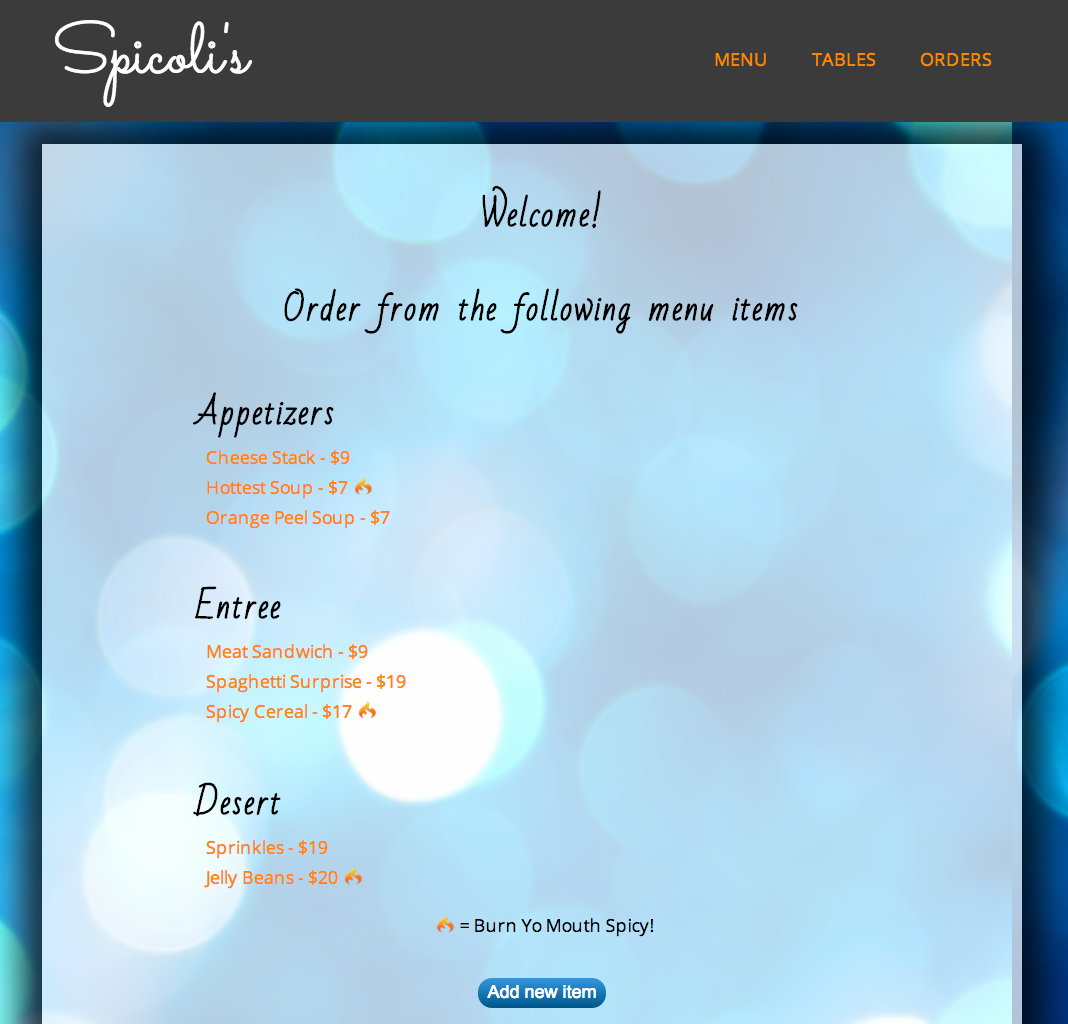 Spicoli's
MENU TABLES ORDERS
Welcome!
Order from the following menu items
Appetizers
Cheese Stack - $9
Hottest Soup - $7
Orange Peel Soup - $7
Entree
Meat Sandwich - $9
Spaghetti Surprise - $19
Spicy Cereal - $17
Desert
Sprinkles - $19
Jelly Beans - $20
= Burn Yo Mouth Spicy!
Add new item